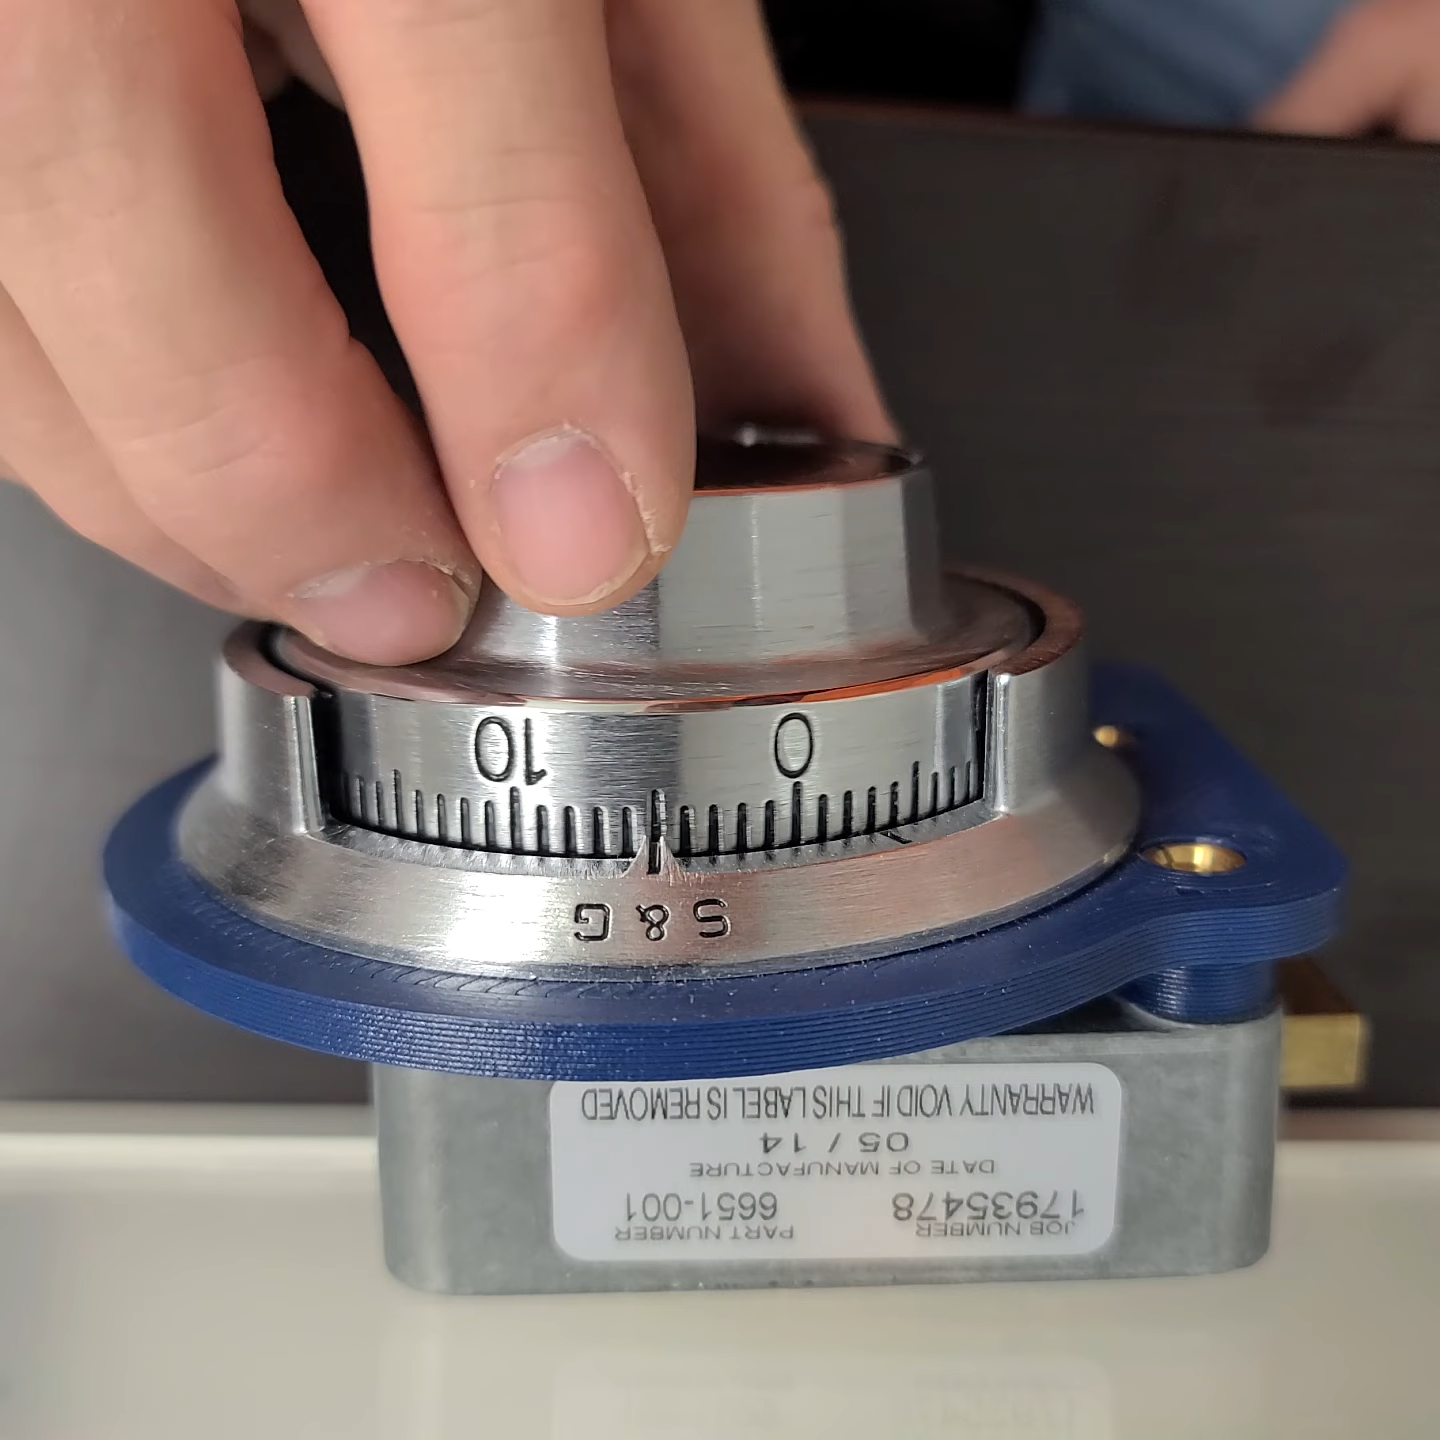 JOB NUMBER PART NUMBER
17935478 6651-001
DATE OF MANUFACTURE
05 / 14
WARRANTY VOID IF THIS LABEL IS REMOVED
S & G
0 10